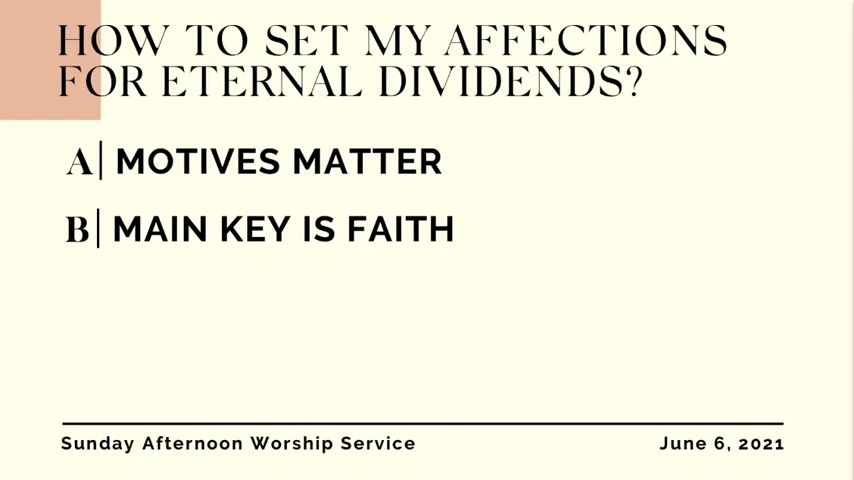 HOW TO SET MY AFFECTIONS
FOR ETERNAL DIVIDENDS?
A| MOTIVES MATTER
B| MAIN KEY IS FAITH
Sunday Afternoon Worship Service
June 6, 2021